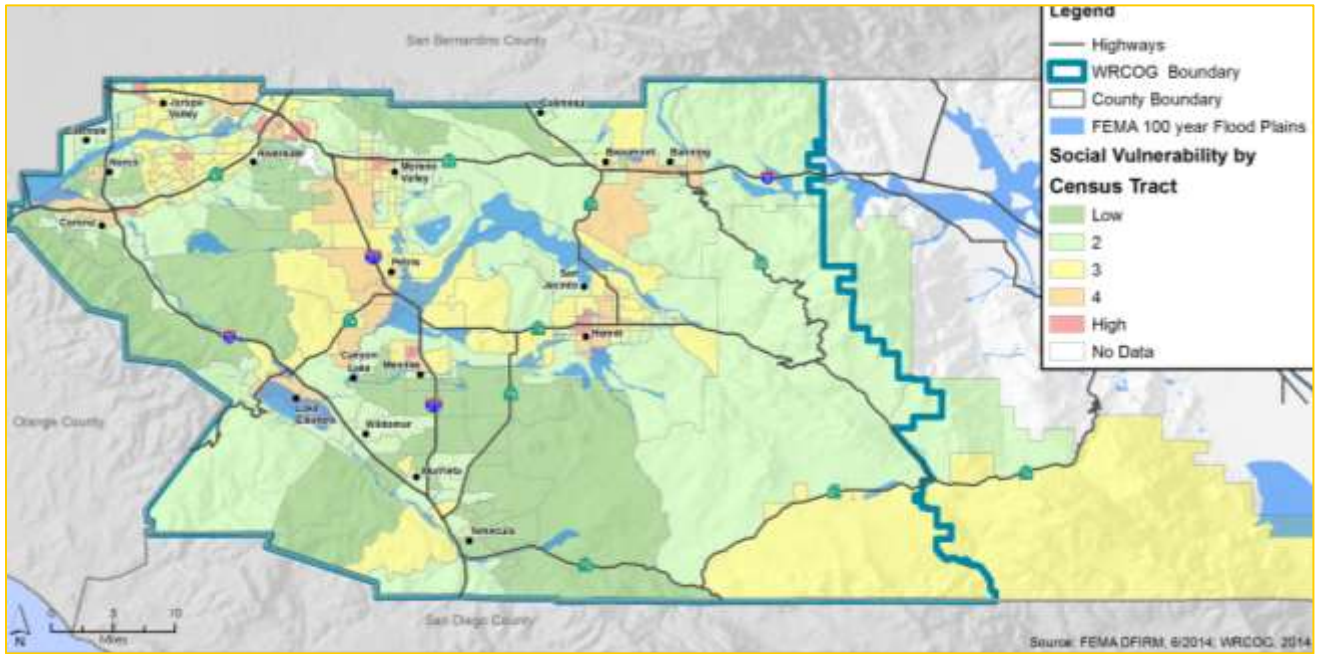 San Bernardino County
Legend
Highways
WRCOG Boundary
County Boundary
FEMA 100 year Flood Plains
Social Vulnerability by
Census Tract
Low
2
3
4
High
No Data
Jurupa
Valley
Calimesa
Eastvale
Norco
Riverside
Moreno
Valley
Beaumont
Banning
Corona
Perris
San
Jacinto
Hemet
Canyon
Lake
Menifee
Lake
Elsinore
Wildomar
Murrieta
Temecula
Orange County
San Diego County
0 5 10
Miles
N
Source: FEMA DFIRM, 6/2014; WRCOG, 2014